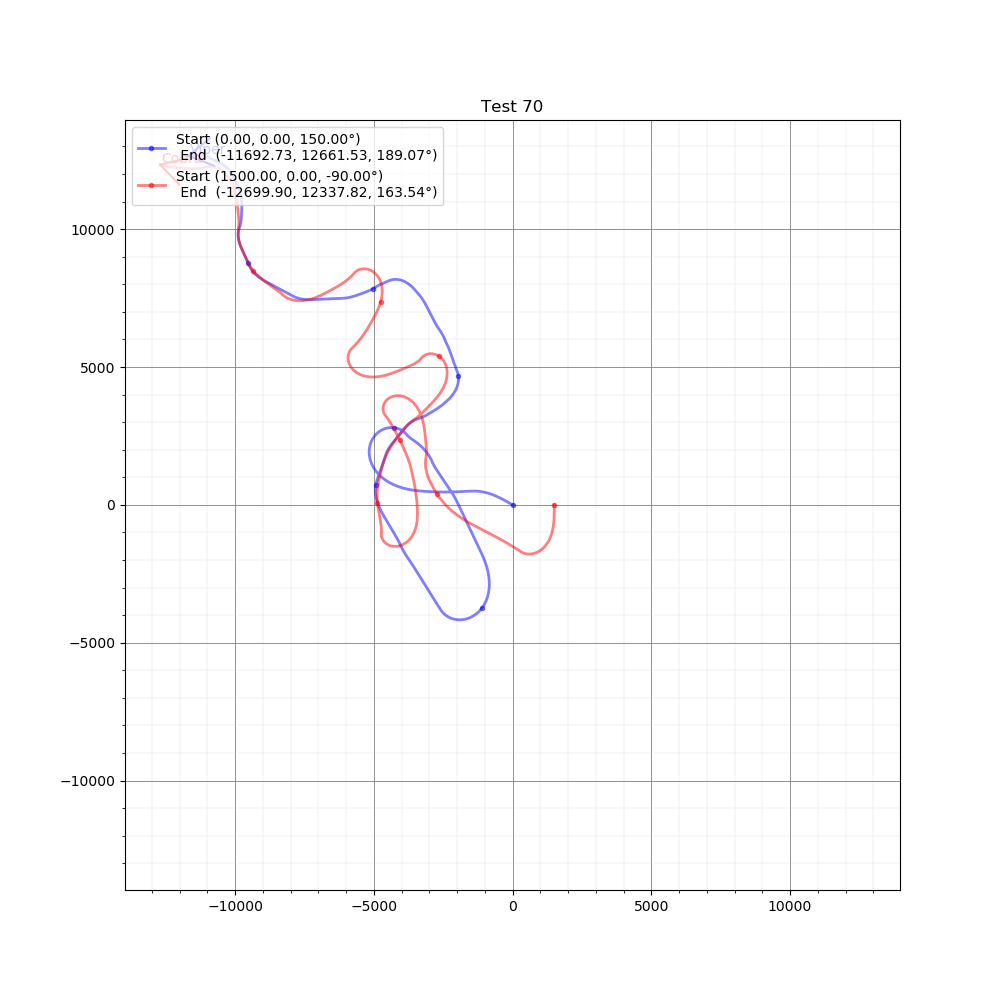 Test 70
Start (0.00, 0.00, 150.00°)
End (-11692.73, 12661.53, 189.07°)
Start (1500.00, 0.00, -90.00°)
End (-12699.90, 12337.82, 163.54°)
10000
5000
0
−5000
−10000
−10000 −5000 0 5000 10000